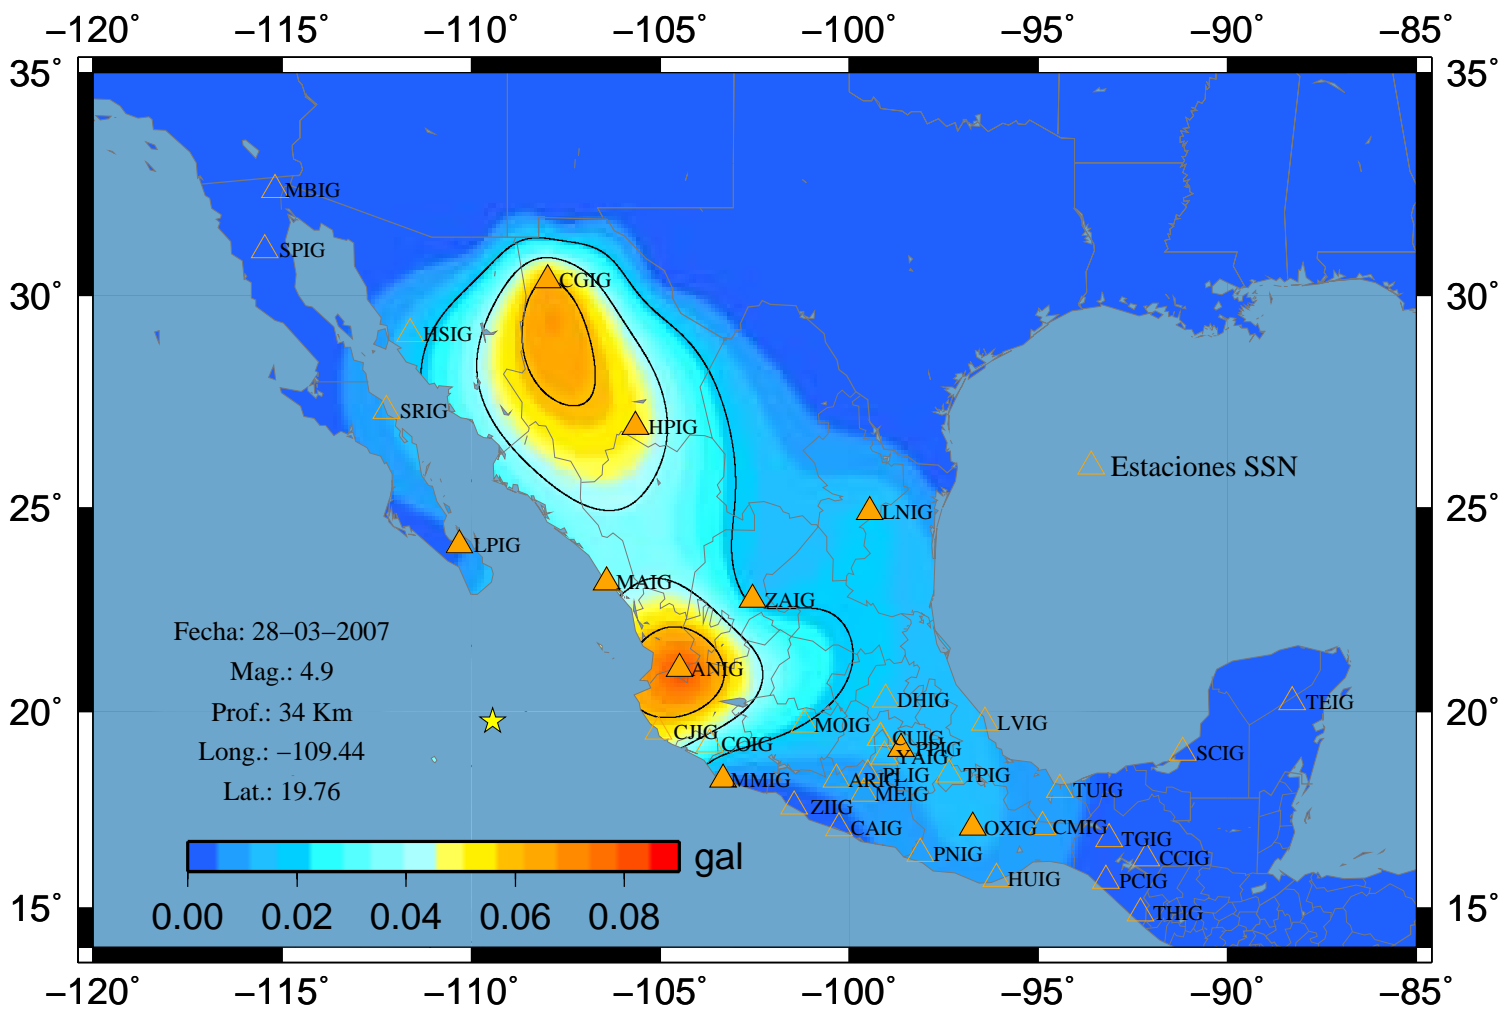 −120° −115° −110° −105° −100° −95° −90° −85°
35° 35°
MBIG
SPIG
CGIG
30° 30°
HSIG
SRIG
HPIG
Estaciones SSN
25° LNIG 25°
LPIG
MAIG
ZAIG
Fecha: 28−03−2007
Mag.: 4.9
ANIG
DHIG
TEIG
20° Prof.: 34 Km 20°
MOIG
LVIG
CJIG
CUIG
COIG
PPIG
SCIG
Long.: −109.44
YAIG
PLIG
TPIG
MMIG
ARIG
Lat.: 19.76
MEIG
TUIG
ZIIG
CAIG
OXIG
CMIG
TGIG
gal
PNIG
CCIG
HUIG
PCIG
15° 15°
THIG
0.00 0.02 0.04 0.06 0.08
−120° −115° −110° −105° −100° −95° −90° −85°